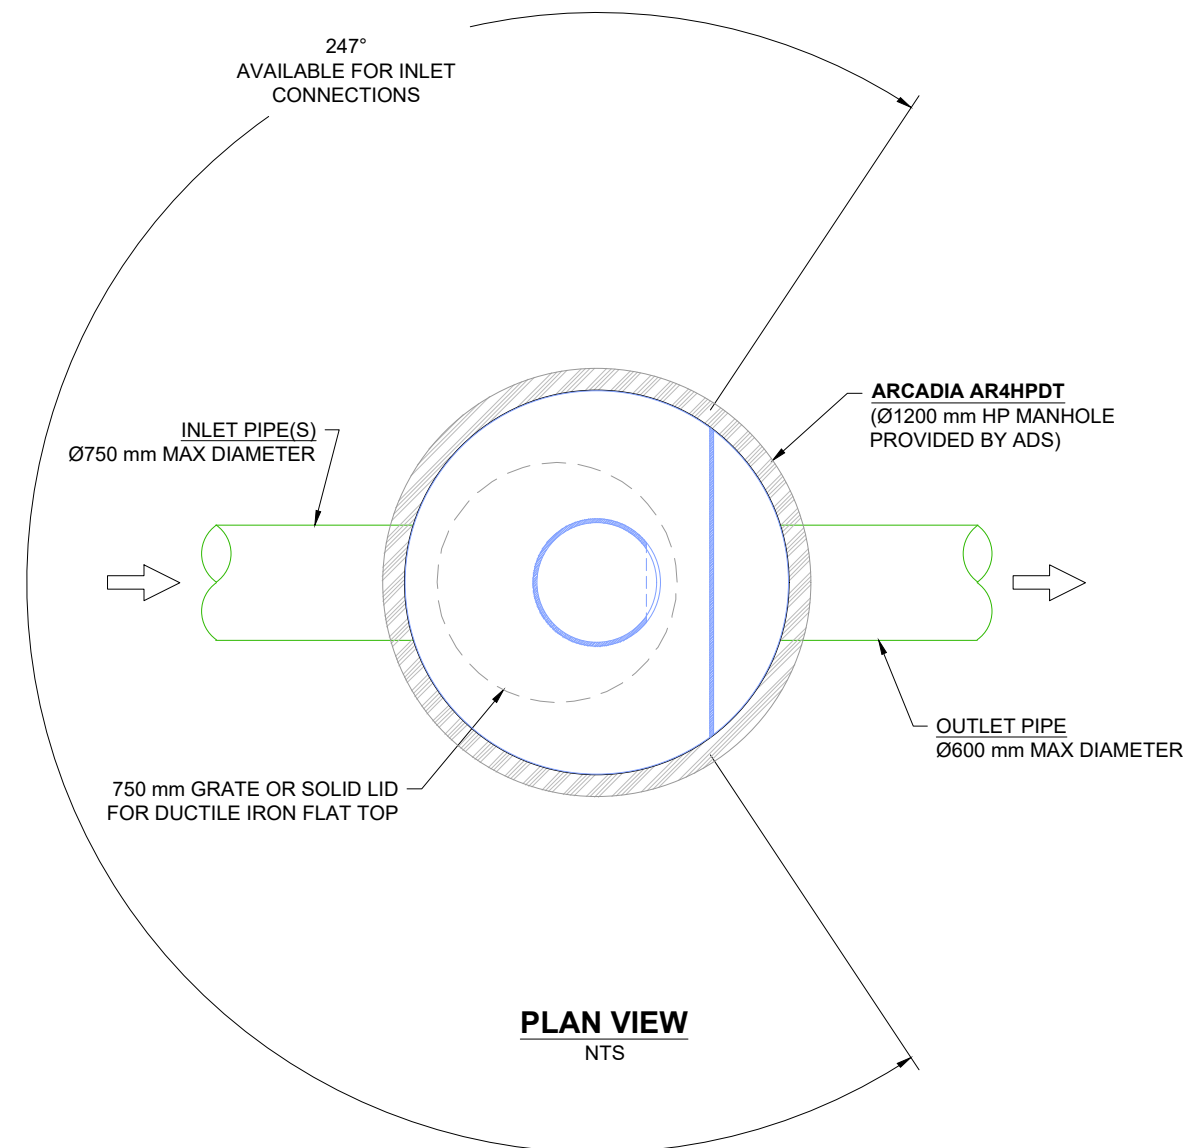 247°
AVAILABLE FOR INLET
CONNECTIONS
ARCADIA AR4HPDT
(Ø1200 mm HP MANHOLE
PROVIDED BY ADS)
INLET PIPE(S)
Ø750 mm MAX DIAMETER
OUTLET PIPE
Ø600 mm MAX DIAMETER
750 mm GRATE OR SOLID LID
FOR DUCTILE IRON FLAT TOP
PLAN VIEW
NTS